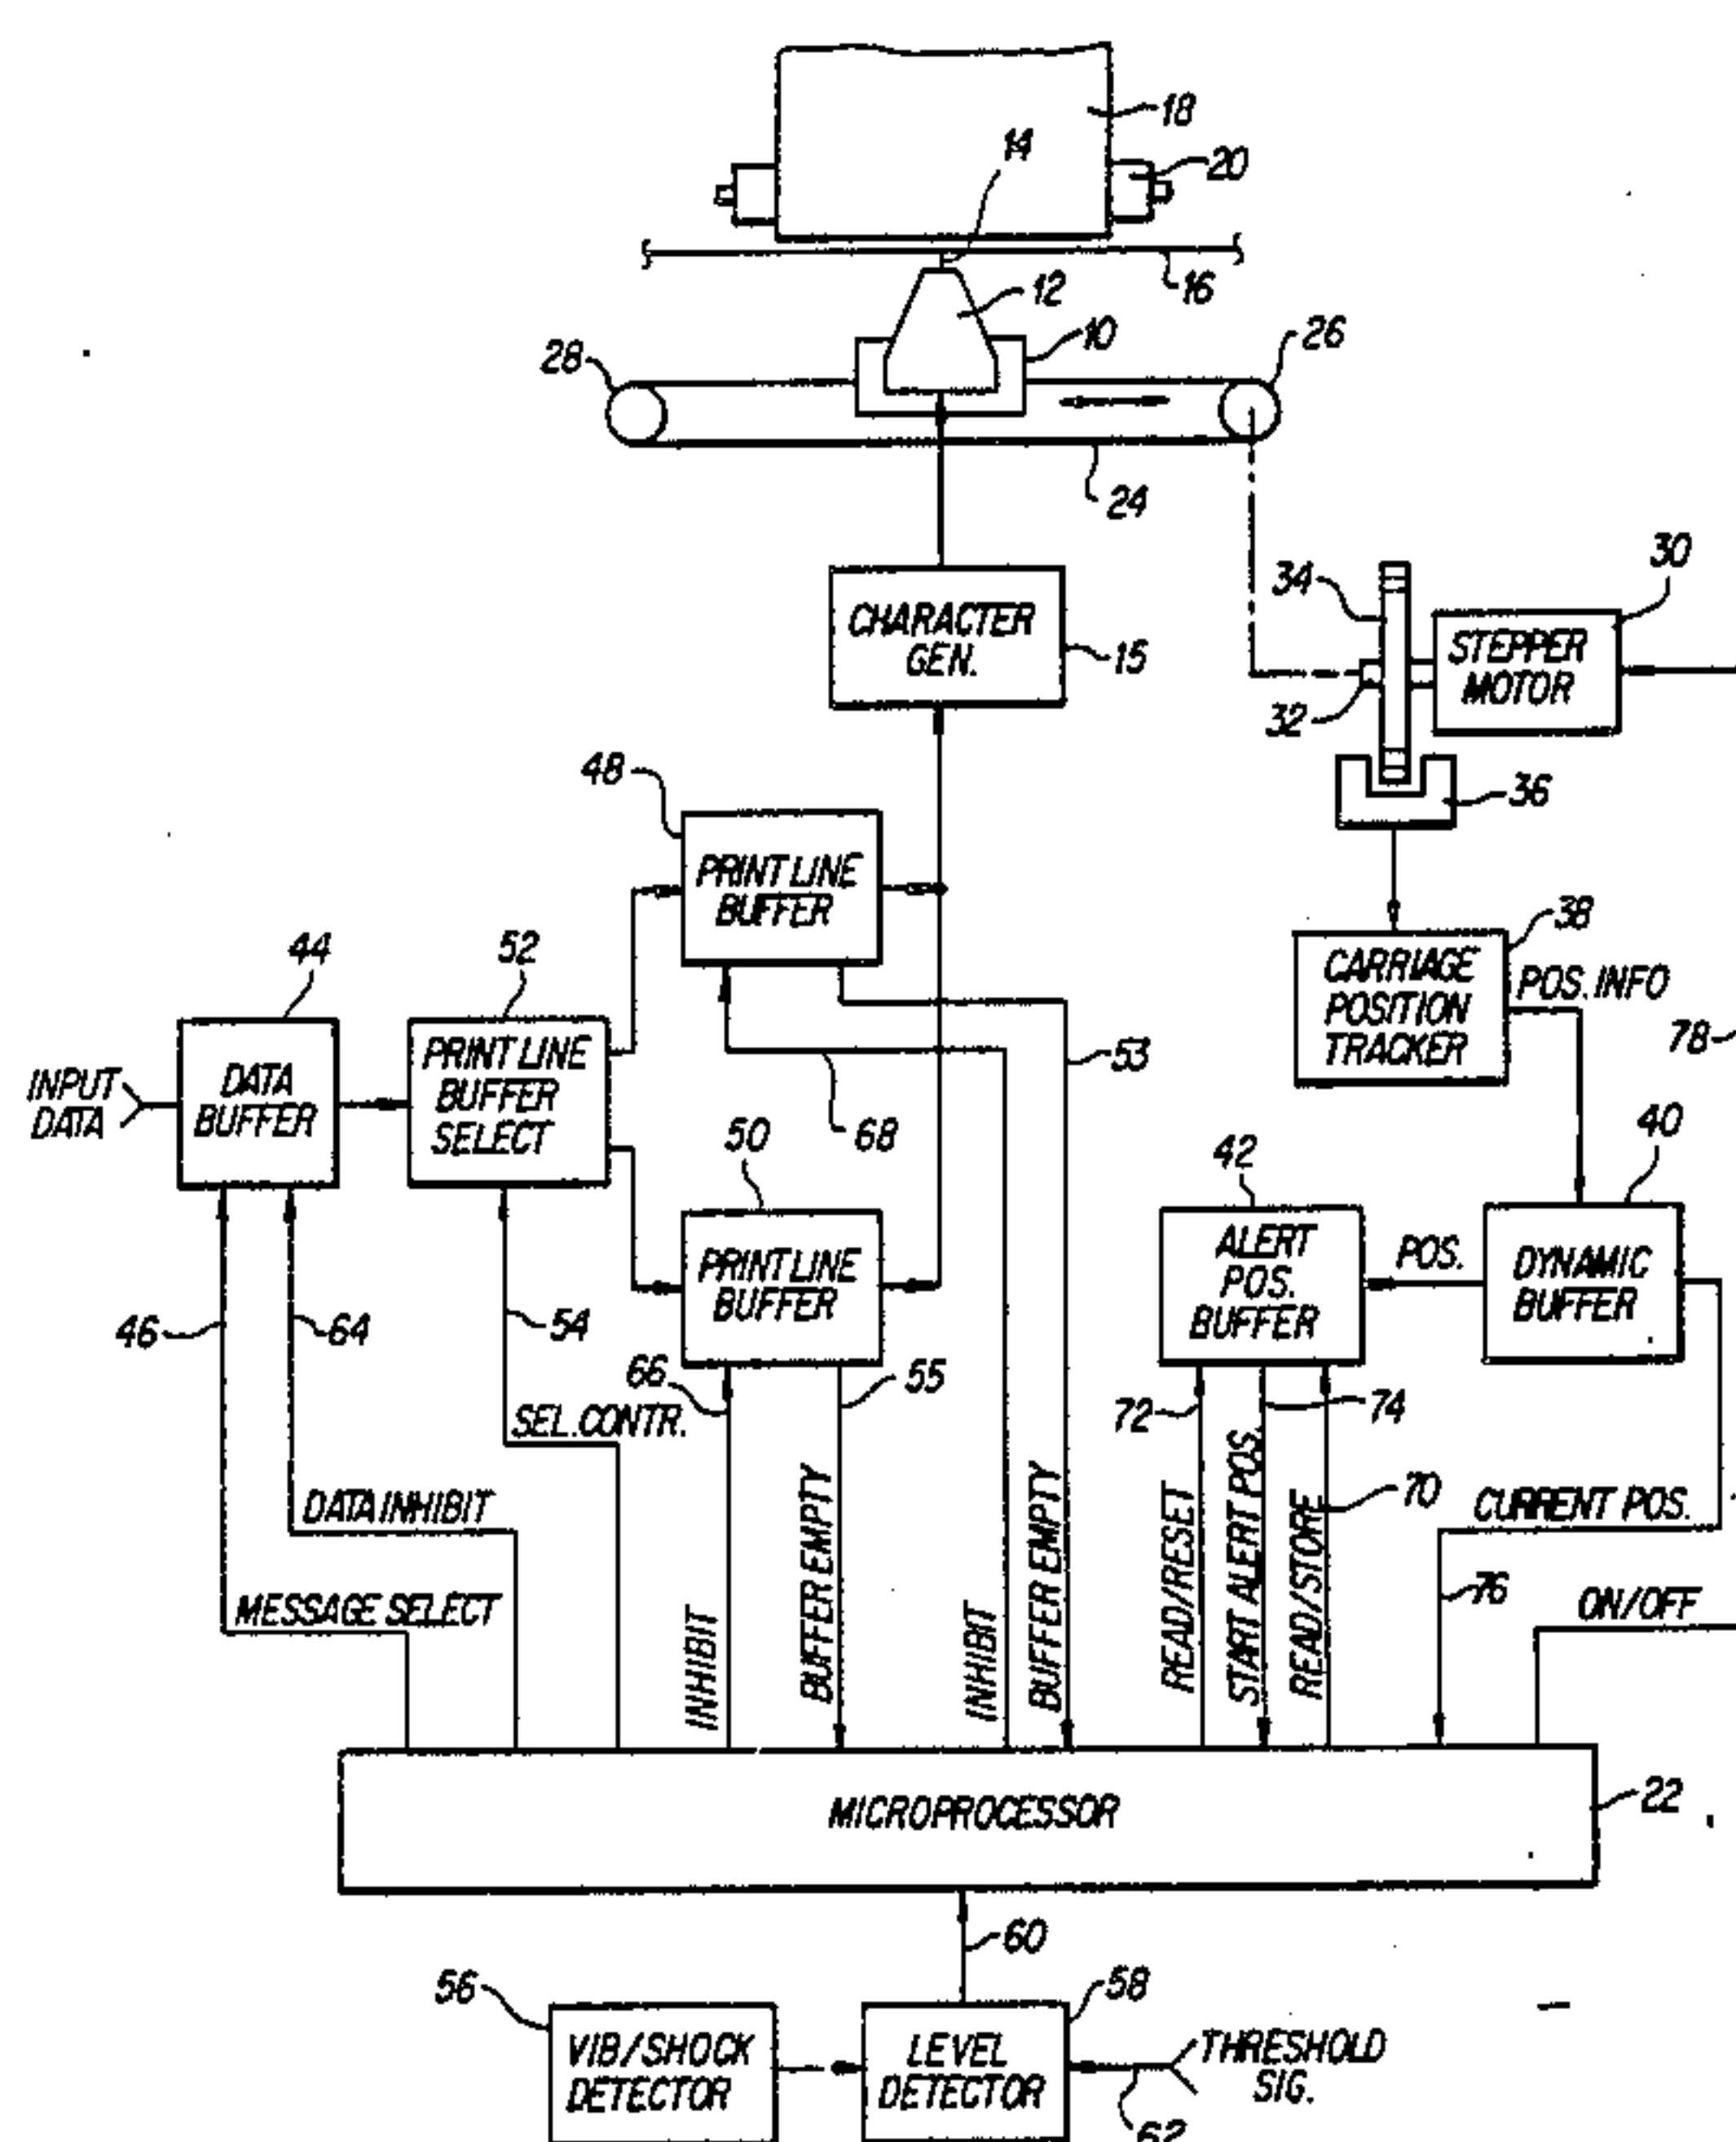 18
14
20
16
12
10
26
28
24
30
34
CHARACTER
GEN.
15
STEPPER
MOTOR
32
36
48
PRINT LINE
BUFFER
38
CARRIAGE
POSITION
TRACKER
POS. INFO
78
44
52
53
INPUT
DATA
DATA
BUFFER
PRINT LINE
BUFFER
SELECT
68
50
42
40
PRINT LINE
BUFFER
ALERT
POS.
BUFFER
POS.
DYNAMIC
BUFFER
46
64
54
66
55
72
74
SEL. CONTR.
70
DATA INHIBIT
CURRENT POS.
76
MESSAGE SELECT
ON/OFF
INHIBIT
BUFFER EMPTY
INHIBIT
BUFFER EMPTY
READ/RESET
START ALERT POS.
READ/STORE
MICROPROCESSOR
22
60
56
58
VIB/SHOCK
DETECTOR
LEVEL
DETECTOR
THRESHOLD
SIG.
62